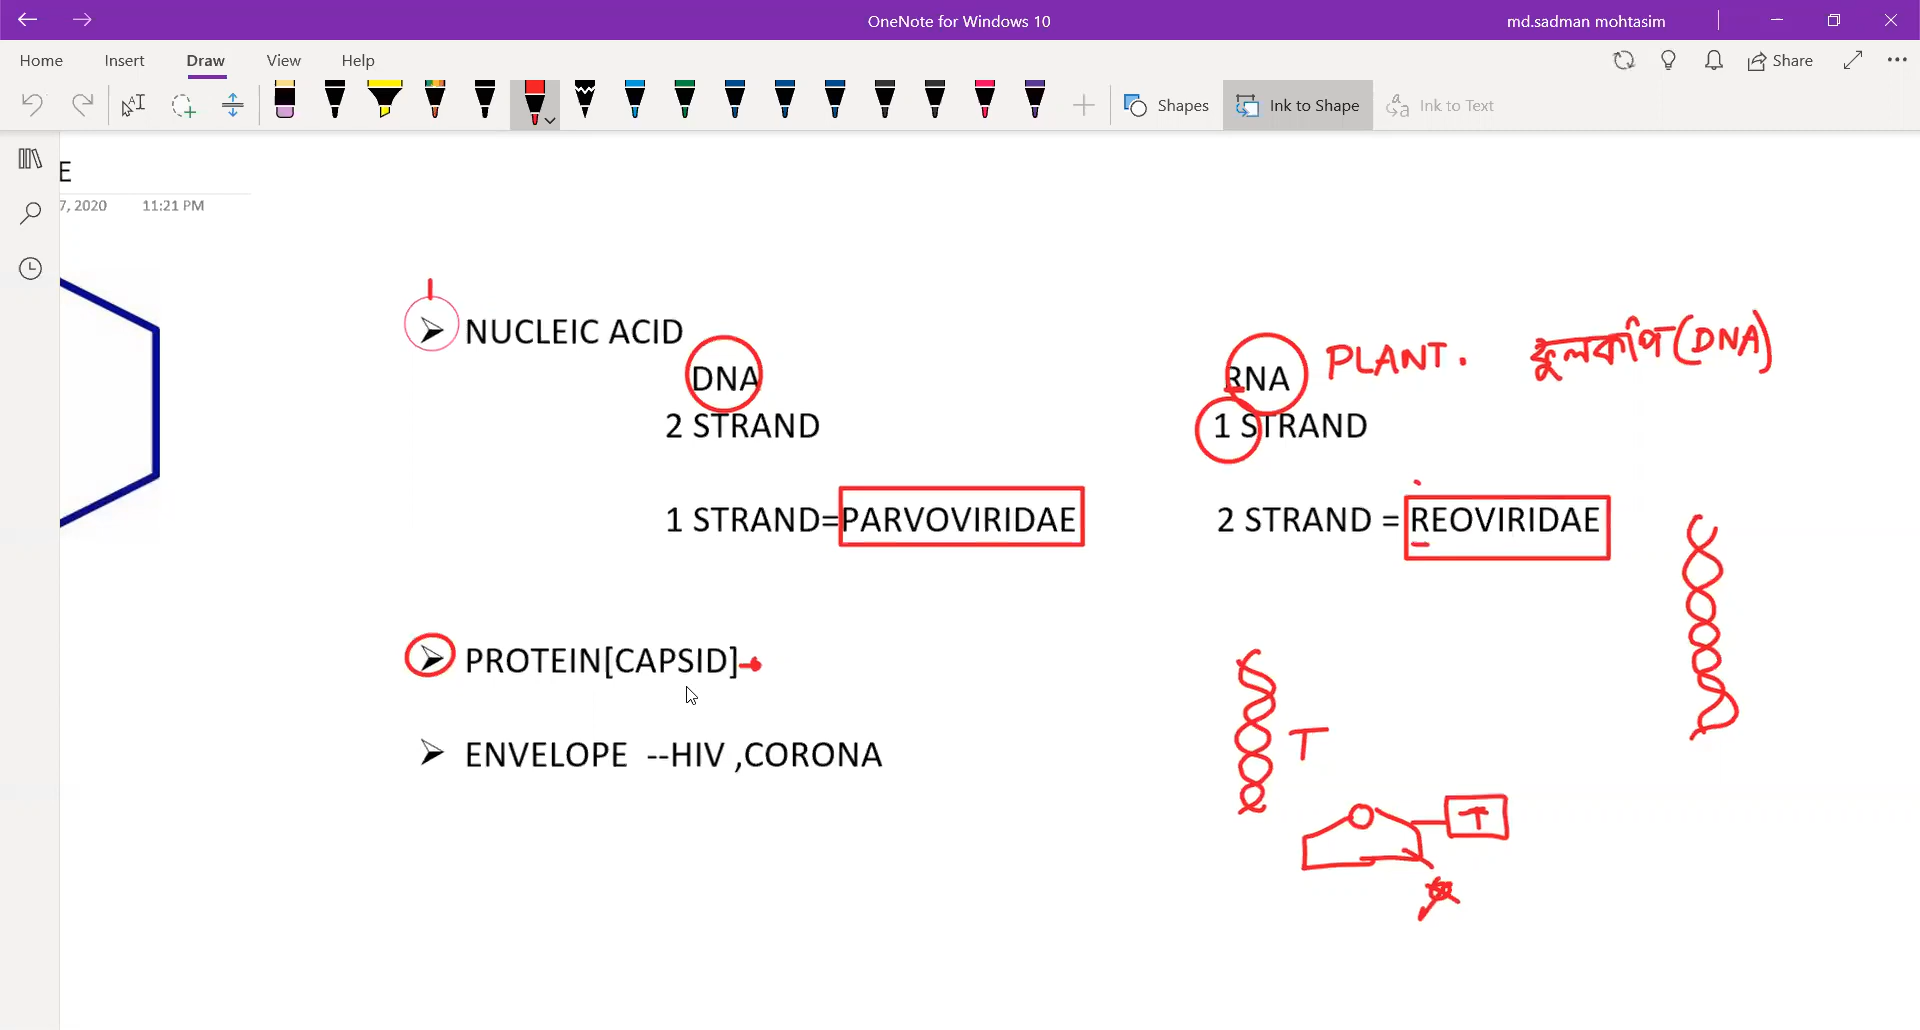 OneNote for Windows 10
md.sadman mohtasim
Home Insert Draw View Help
Share
Shapes Ink to Shape Ink to Text
E
7, 2020 11:21 PM
NUCLEIC ACID
DNA RNA PLANT. ফুলকপি (DNA)
2 STRAND 1 STRAND
1 STRAND=PARVOVIRIDAE 2 STRAND = REOVIRIDAE
PROTEIN[CAPSID]
ENVELOPE --HIV ,CORONA
T
T